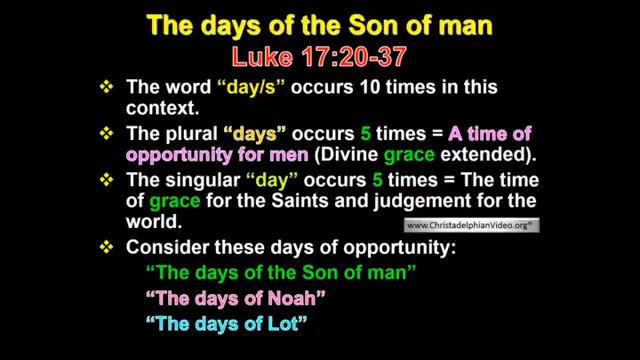 The days of the Son of man
Luke 17:20-37
❖ The word “day/s” occurs 10 times in this
context.
❖ The plural “days” occurs 5 times = A time of
opportunity for men (Divine grace extended).
❖ The singular “day” occurs 5 times = The time
of grace for the Saints and judgement for the
world.
www.ChristadelphianVideo.org
❖ Consider these days of opportunity:
“The days of the Son of man”
“The days of Noah”
“The days of Lot”